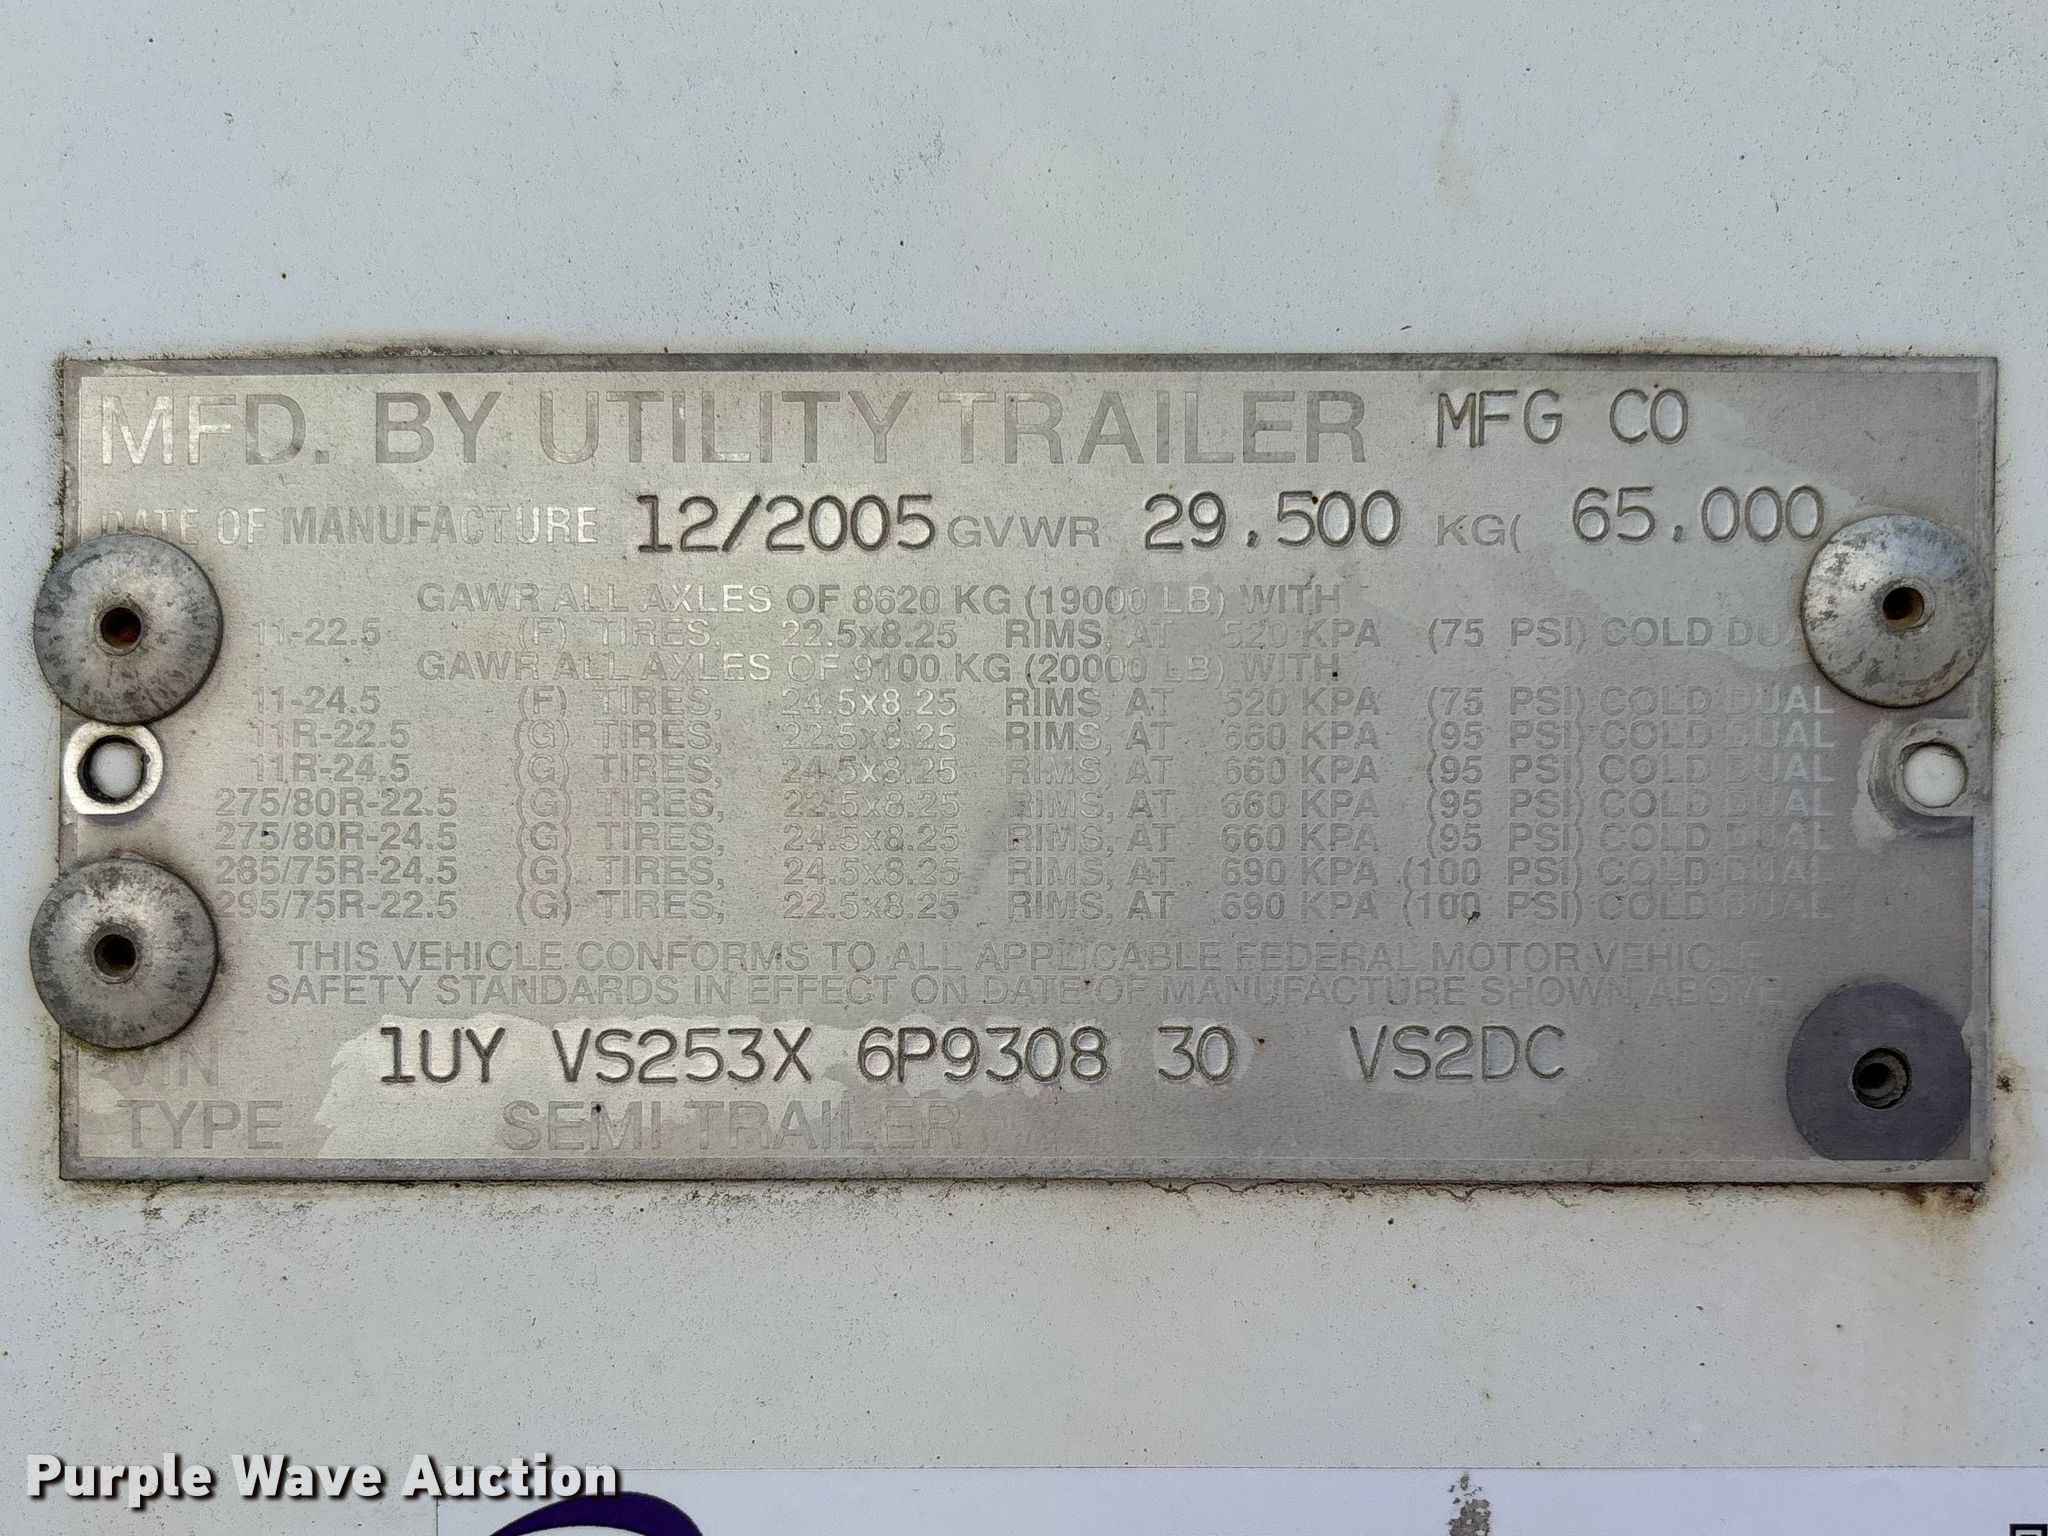 MFD. BY UTILITY TRAILER MFG CO
DATE OF MANUFACTURE 12/2005 GVWR 29.500 KG( 65.000
GAWR ALL AXLES OF 8620 KG (19000 LB) WITH
11-22.5 (F) TIRES, 22.5x8.25 RIMS, AT 520 KPA (75 PSI) COLD DUAL
GAWR ALL AXLES OF 9100 KG (20000 LB) WITH
11-24.5 (F) TIRES, 24.5x8.25 RIMS, AT 520 KPA (75 PSI) COLD DUAL
11R-22.5 (G) TIRES, 22.5x8.25 RIMS, AT 660 KPA (95 PSI) COLD DUAL
11R-24.5 (G) TIRES, 24.5x8.25 RIMS, AT 660 KPA (95 PSI) COLD DUAL
275/80R-22.5 (G) TIRES, 22.5x8.25 RIMS, AT 660 KPA (95 PSI) COLD DUAL
275/80R-24.5 (G) TIRES, 24.5x8.25 RIMS, AT 660 KPA (95 PSI) COLD DUAL
285/75R-24.5 (G) TIRES, 24.5x8.25 RIMS, AT 690 KPA (100 PSI) COLD DUAL
295/75R-22.5 (G) TIRES, 22.5x8.25 RIMS, AT 690 KPA (100 PSI) COLD DUAL
THIS VEHICLE CONFORMS TO ALL APPLICABLE FEDERAL MOTOR VEHICLE
SAFETY STANDARDS IN EFFECT ON DATE OF MANUFACTURE SHOWN ABOVE
VIN 1UY VS253X 6P9308 30 VS2DC
TYPE SEMI TRAILER
Purple Wave Auction